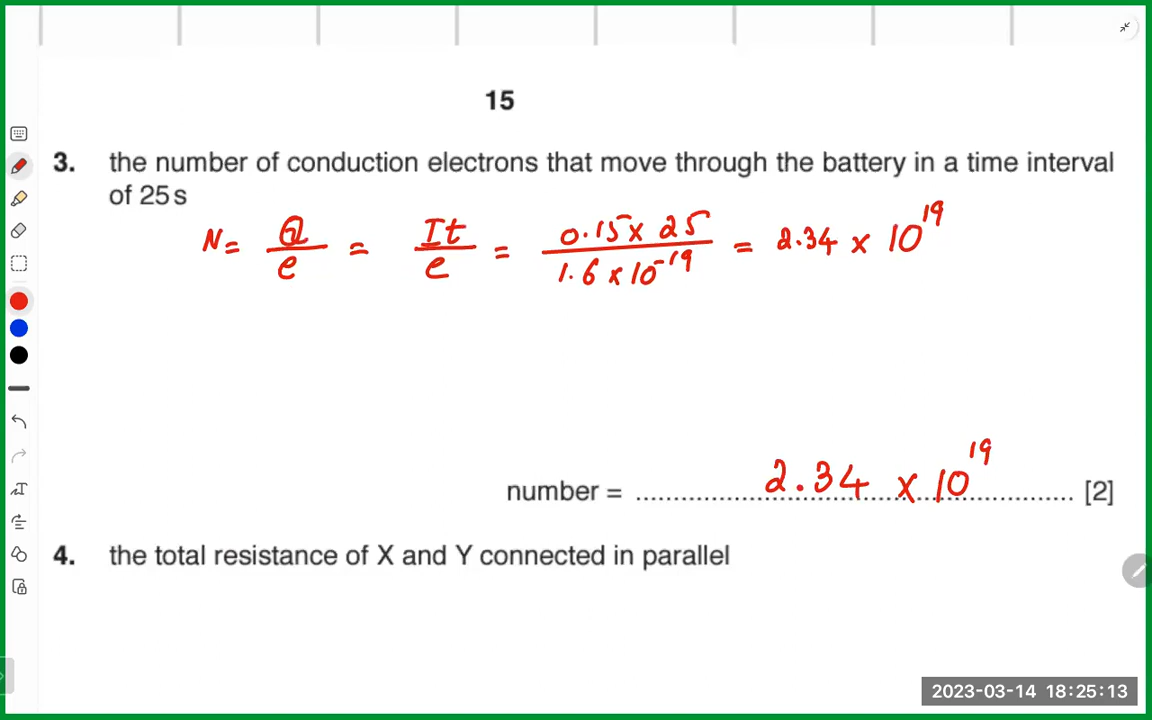 15
3. the number of conduction electrons that move through the battery in a time interval
of 25 s
N = Q/e = It/e = 0.15 x 25 / 1.6 x 10^-19 = 2.34 x 10^19
number = .......... 2.34 x 10^19 .......... [2]
4. the total resistance of X and Y connected in parallel
2023-03-14 18:25:13